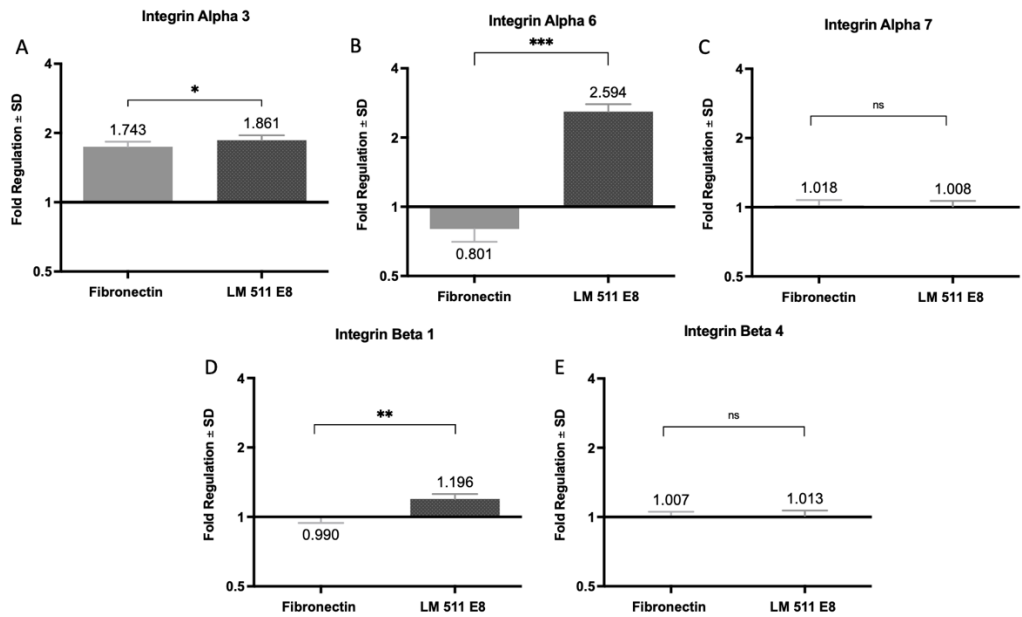 Integrin Alpha 3
A
Fold Regulation ± SD
4
2
1
0.5
*
1.743
1.861
Fibronectin
LM 511 E8
Integrin Alpha 6
B
Fold Regulation ± SD
4
2
1
0.5
***
0.801
2.594
Fibronectin
LM 511 E8
Integrin Alpha 7
C
Fold Regulation ± SD
4
2
1
0.5
ns
1.018
1.008
Fibronectin
LM 511 E8
Integrin Beta 1
D
Fold Regulation ± SD
4
2
1
0.5
**
0.990
1.196
Fibronectin
LM 511 E8
Integrin Beta 4
E
Fold Regulation ± SD
4
2
1
0.5
ns
1.007
1.013
Fibronectin
LM 511 E8